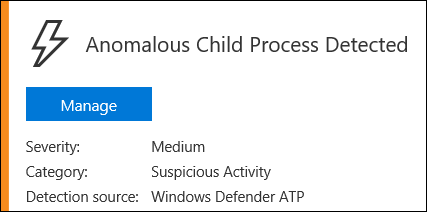 Anomalous Child Process Detected
Manage
Severity: Medium
Category: Suspicious Activity
Detection source: Windows Defender ATP